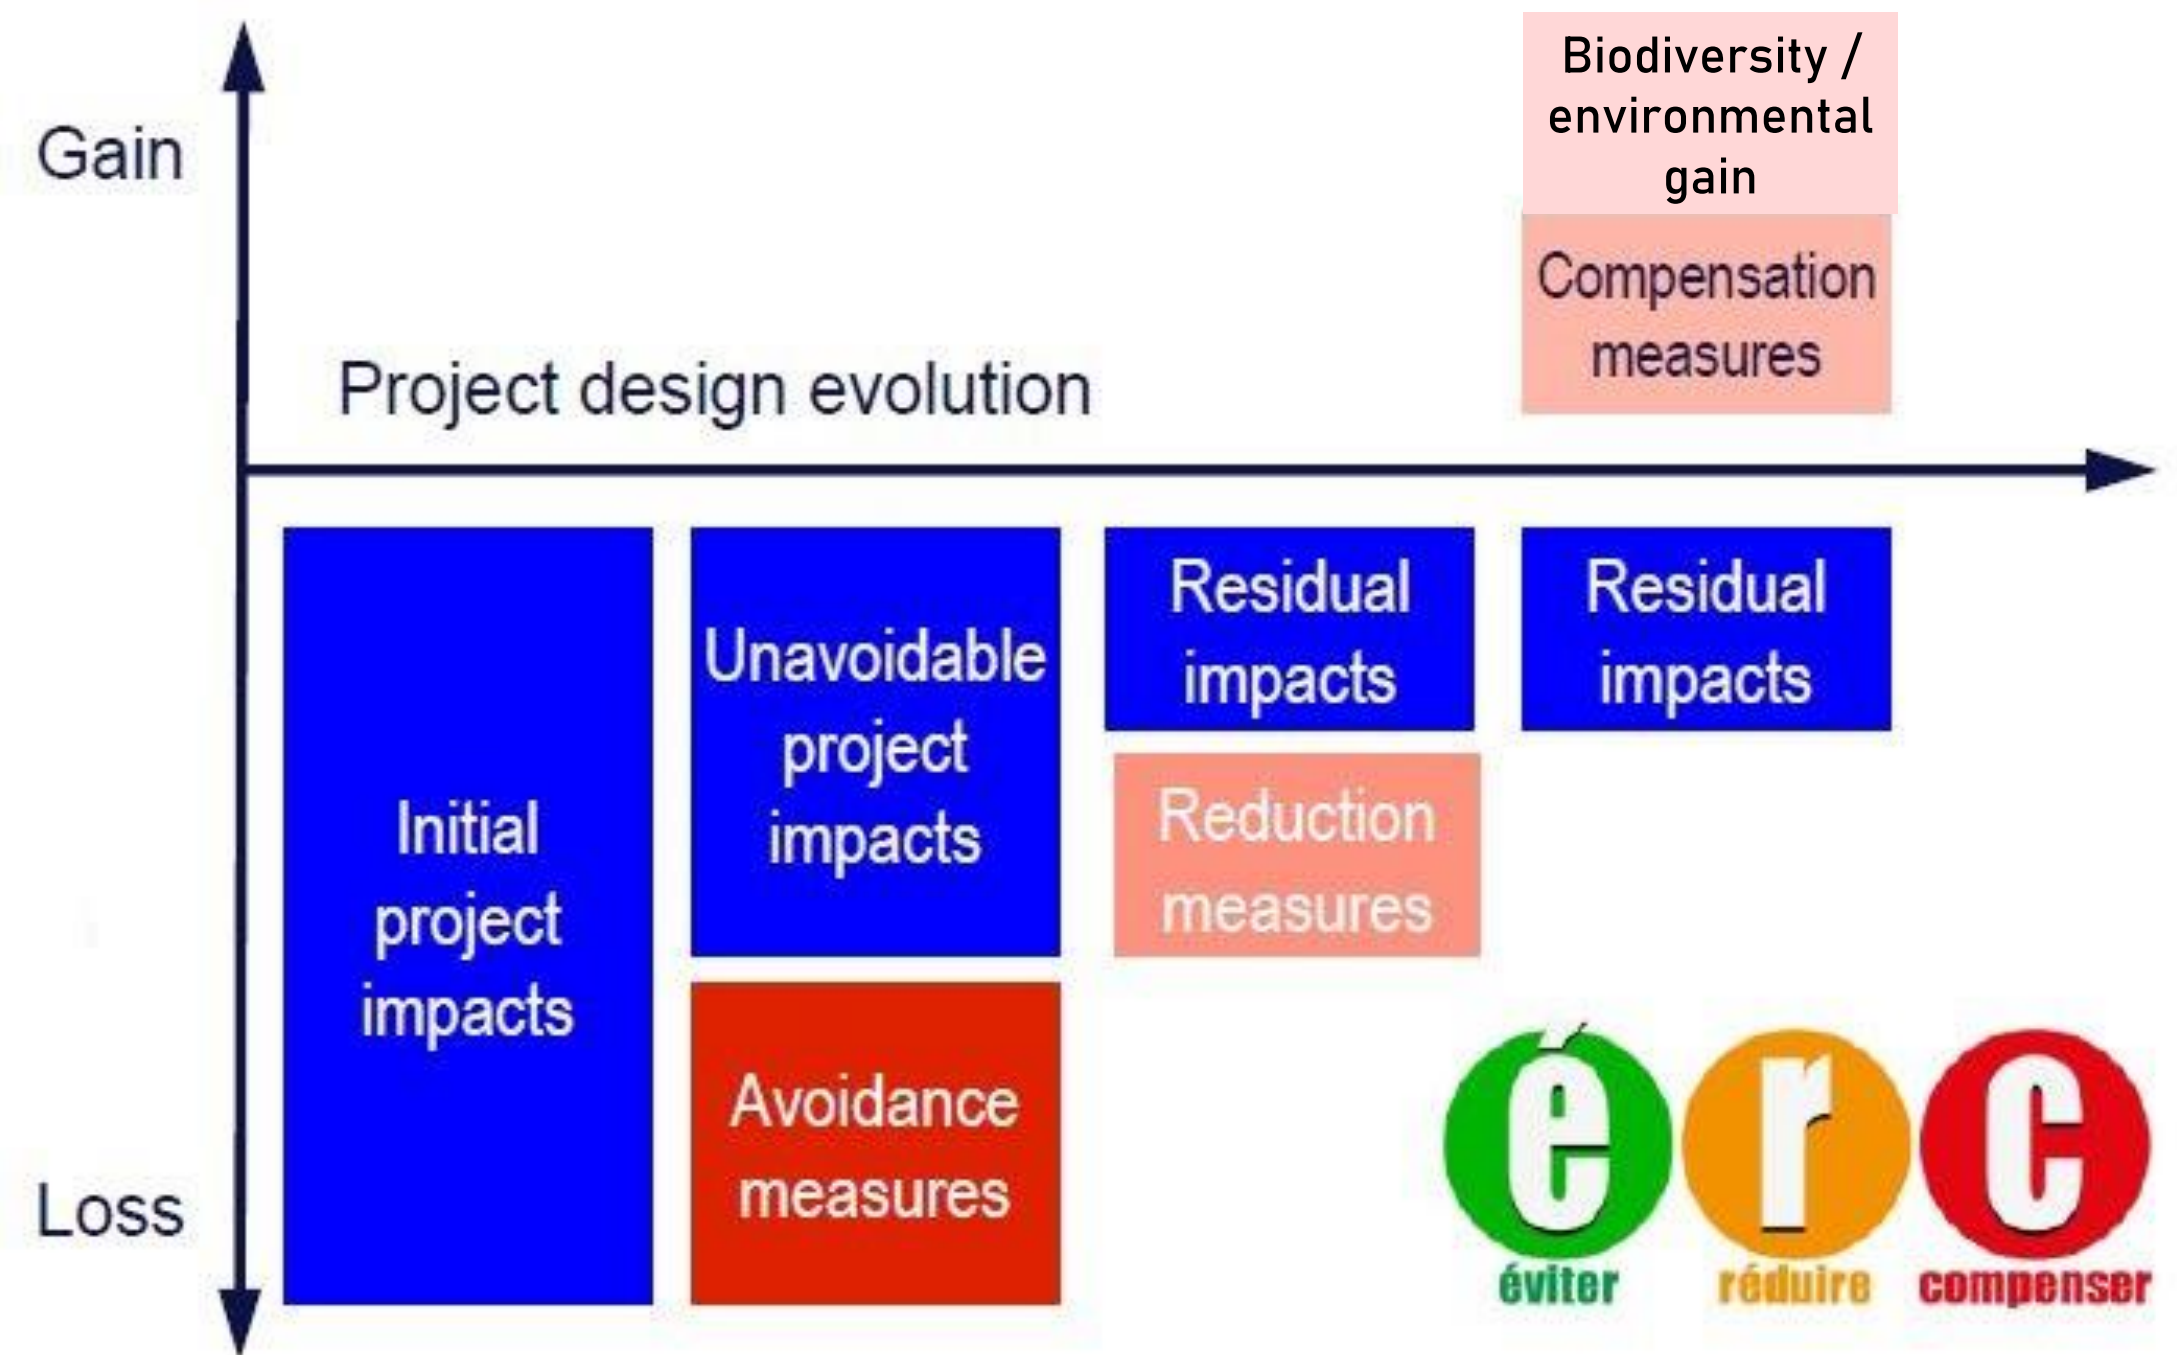 Biodiversity /
environmental
gain
Gain
Compensation
measures
Project design evolution
Initial
project
impacts
Unavoidable
project
impacts
Residual
impacts
Residual
impacts
Reduction
measures
Avoidance
measures
Loss
é r c
éviter réduire compenser